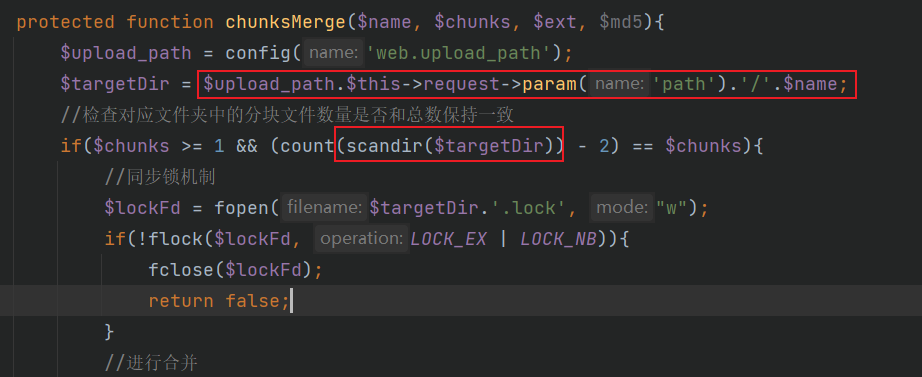 protected function chunksMerge($name, $chunks, $ext, $md5){
$upload_path = config( name: 'web.upload_path');
$targetDir = $upload_path.$this->request->param( name: 'path').'/'.$name;
//检查对应文件夹中的分块文件数量是否和总数保持一致
if($chunks >= 1 && (count(scandir($targetDir)) - 2) == $chunks){
//同步锁机制
$lockFd = fopen( filename: $targetDir.'.lock', mode: "w");
if(!flock($lockFd, operation: LOCK_EX | LOCK_NB)){
fclose($lockFd);
return false;
}
//进行合并